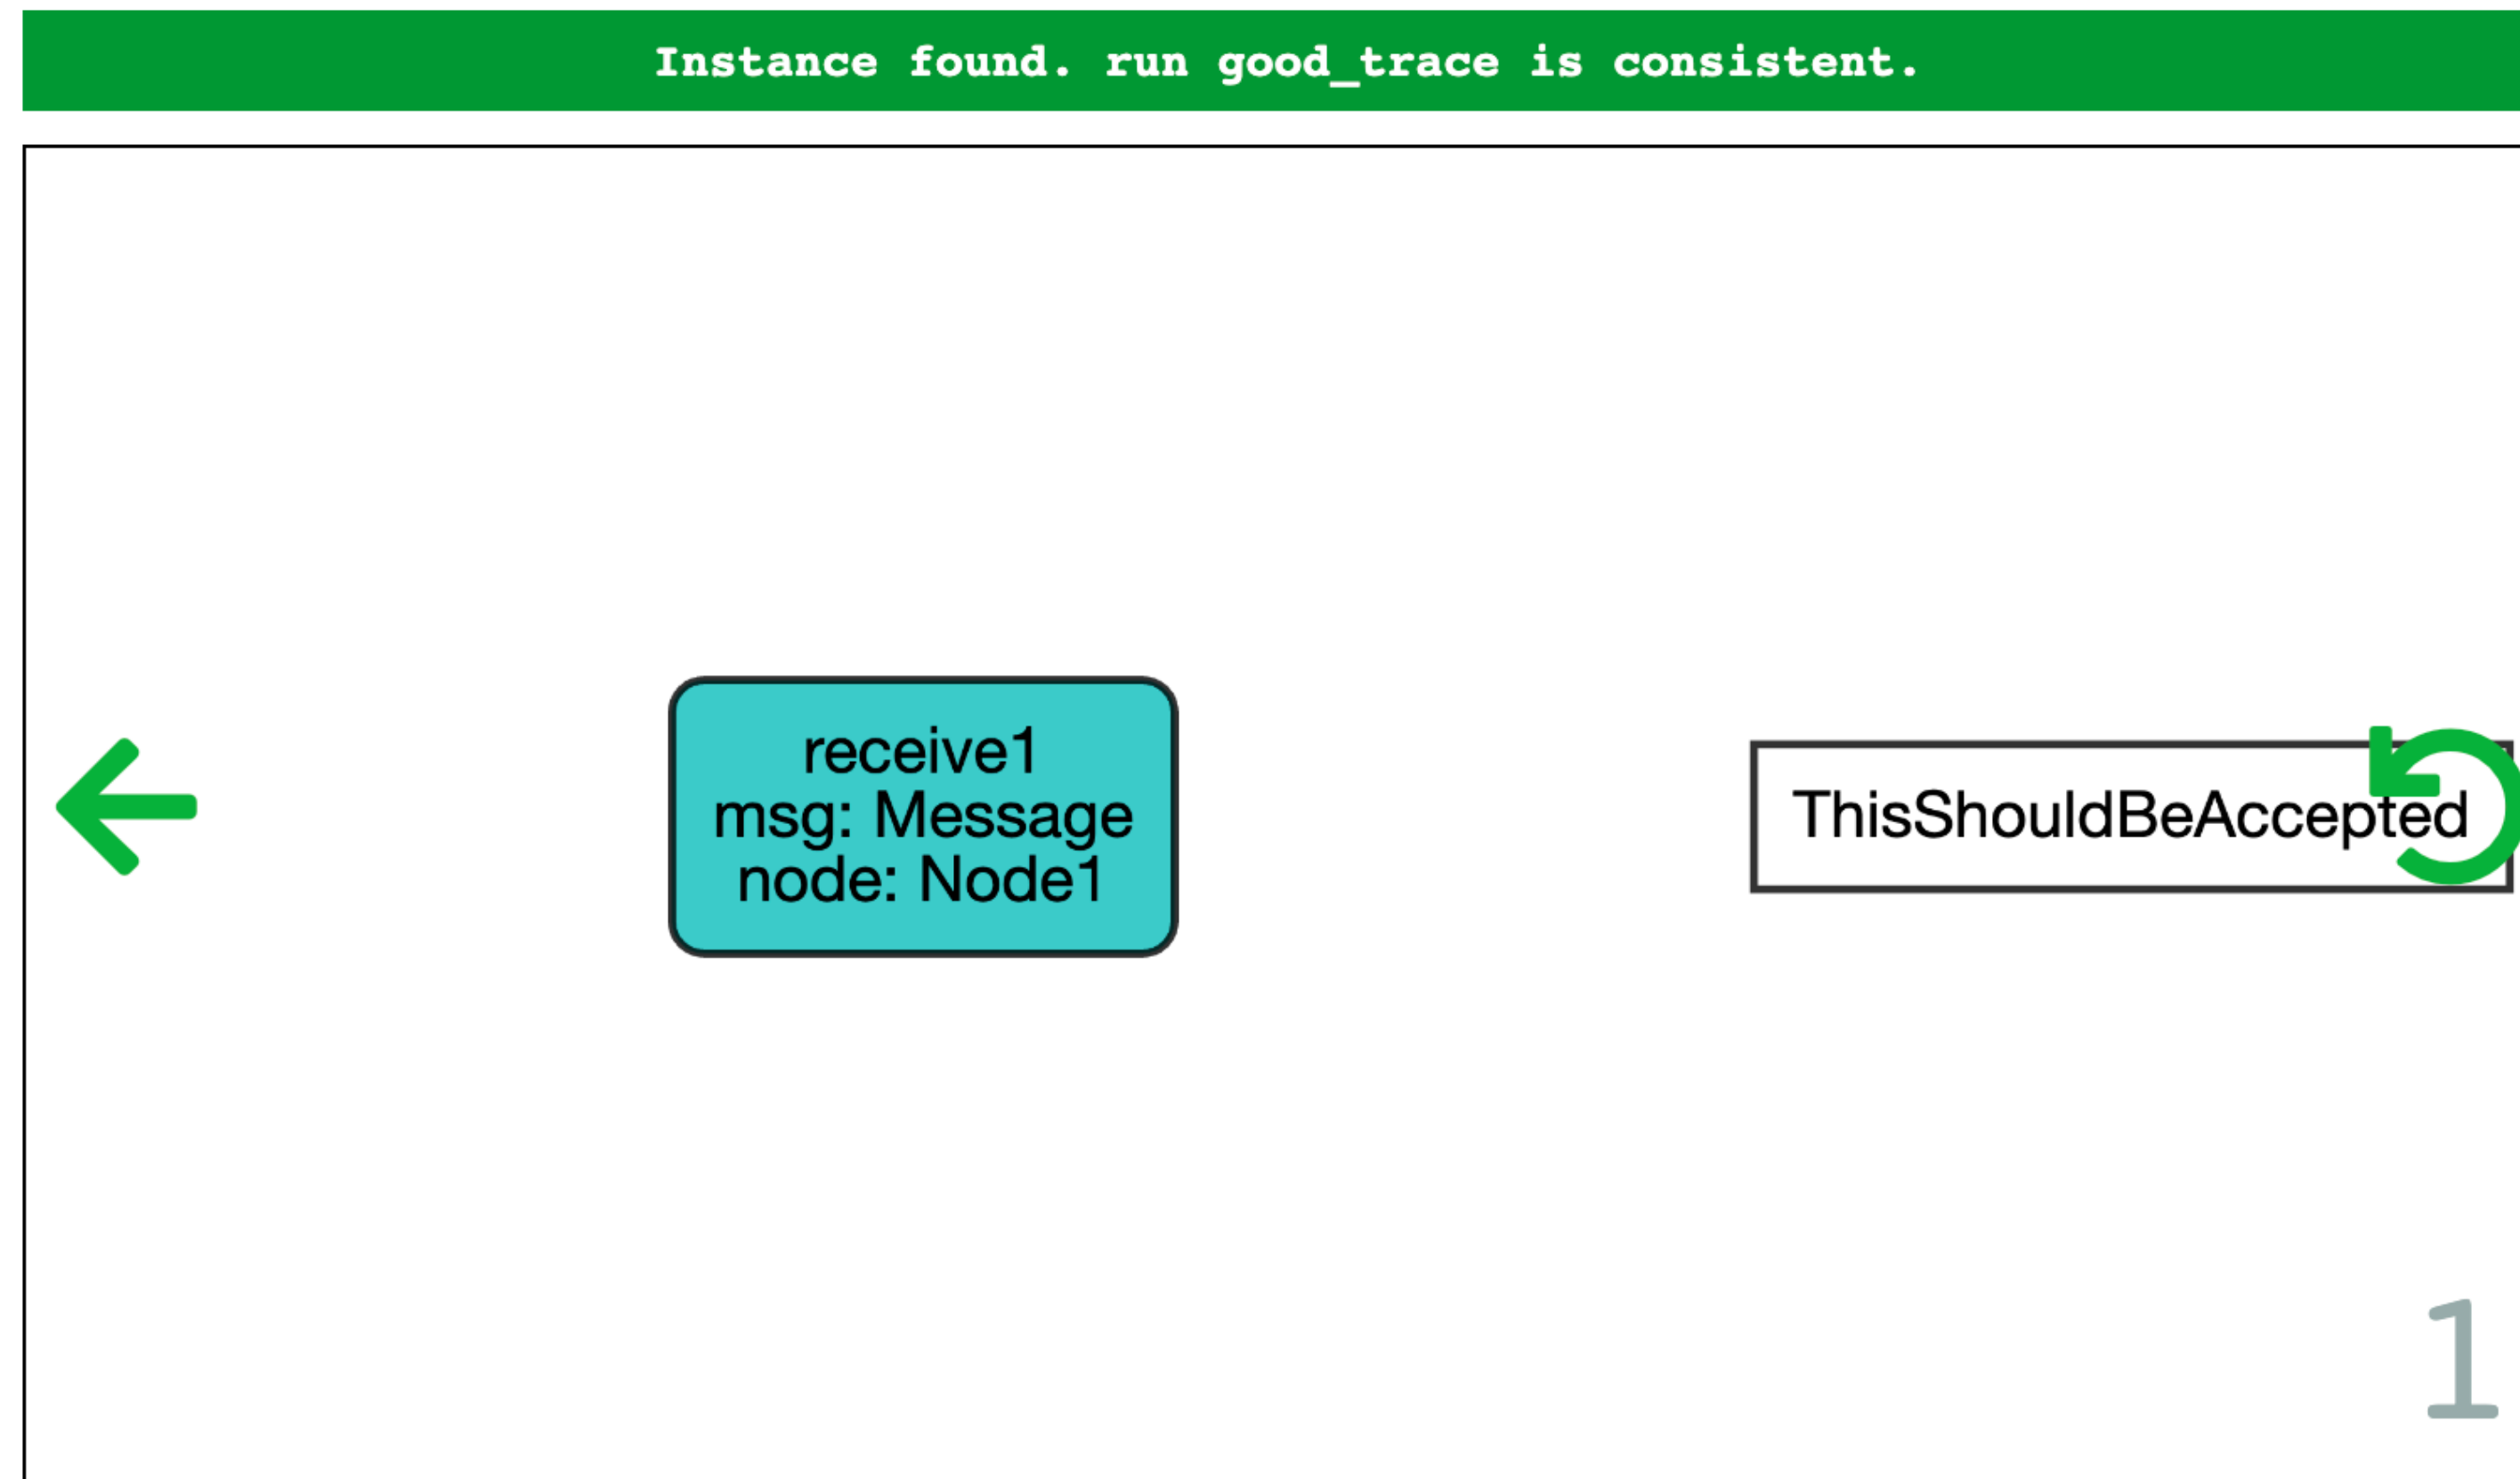 Instance found. run good_trace is consistent.
receive1
msg: Message
node: Node1
ThisShouldBeAccepted
1